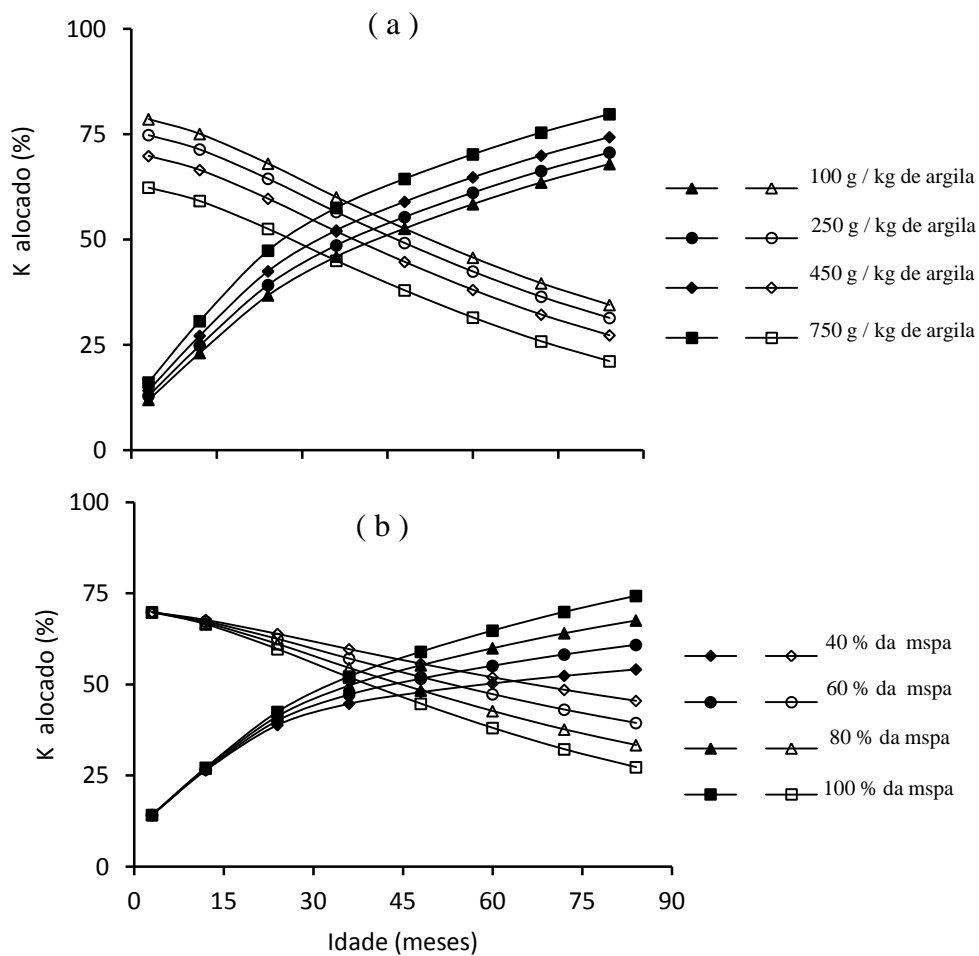 ( a )
100
75
50
25
0
K alocado (%)
100 g / kg de argila
250 g / kg de argila
450 g / kg de argila
750 g / kg de argila
( b )
100
75
50
25
0
K alocado (%)
40 % da mspa
60 % da mspa
80 % da mspa
100 % da mspa
0 15 30 45 60 75 90
Idade (meses)